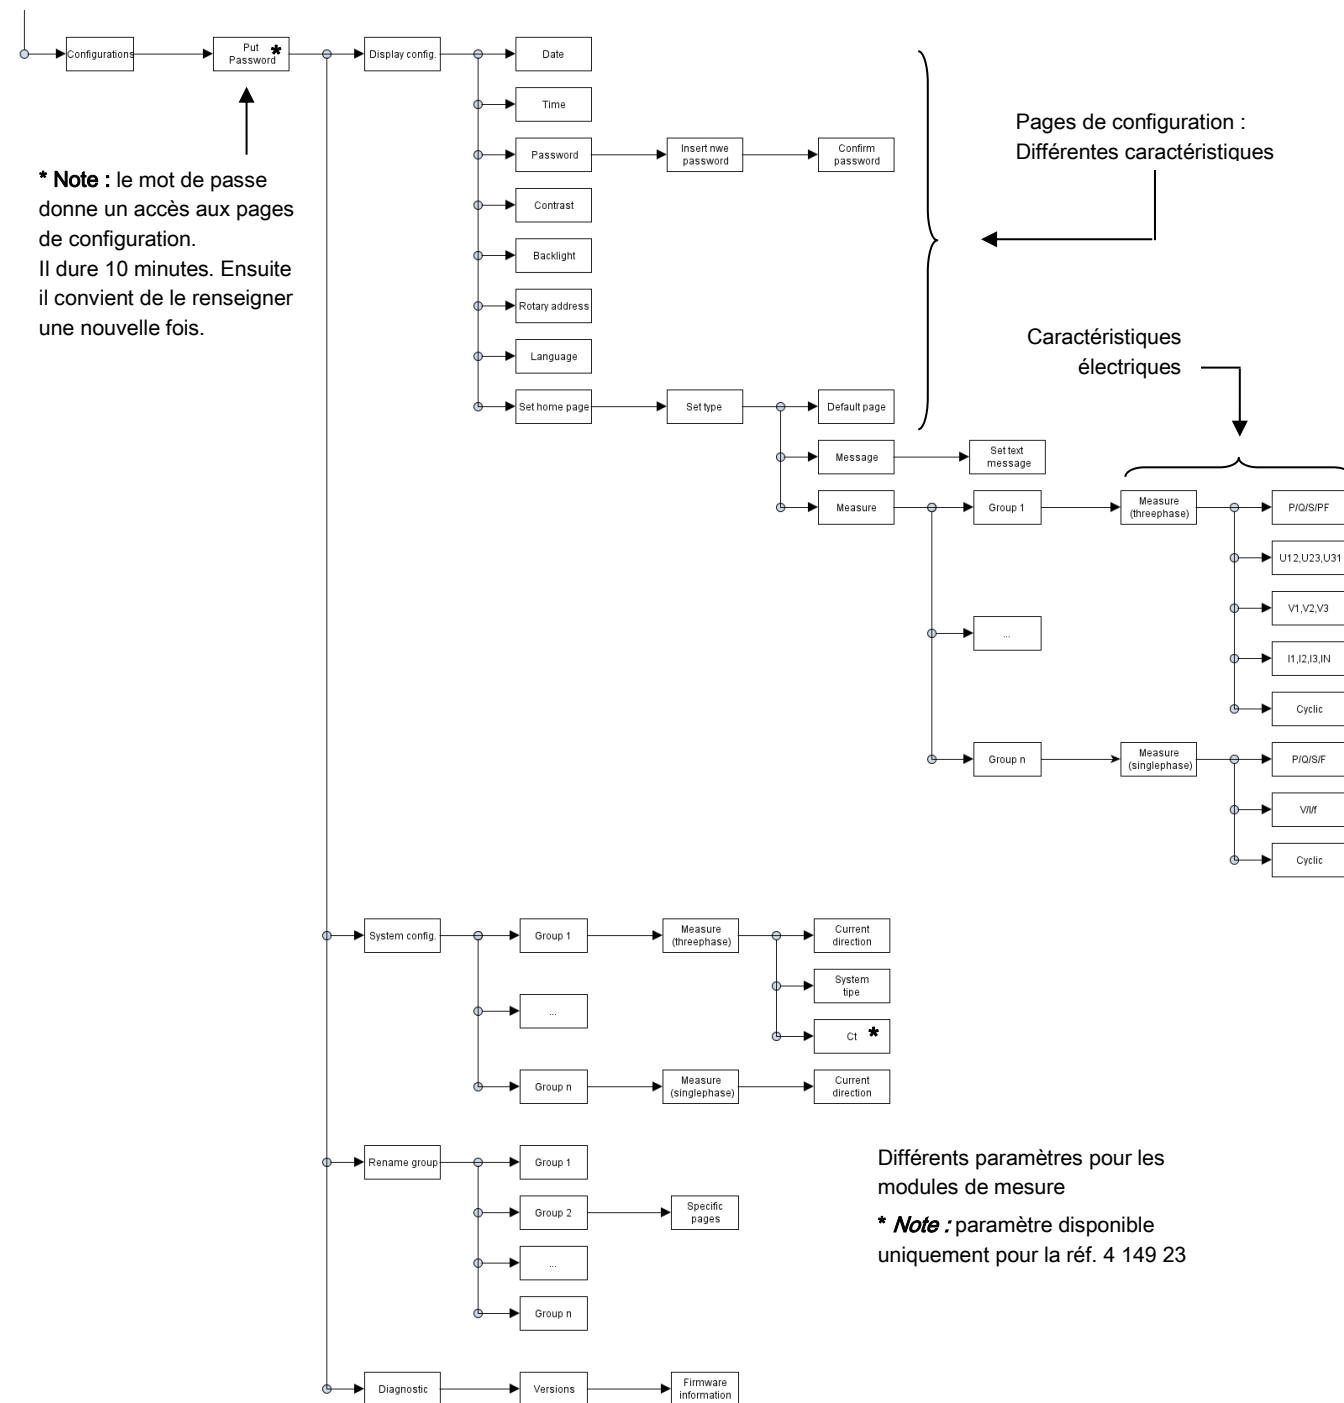 Configurations
Put
Password *
Display config.
Date
Time
Password
Insert nwe
password
Confirm
password
Contrast
Backlight
Rotary address
Language
Set home page
Set type
Default page
Message
Set text
message
Measure
Group 1
Measure
(threephase)
P/Q/S/PF
U12,U23,U31
V1,V2,V3
I1,I2,I3,IN
Cyclic
...
Group n
Measure
(singlephase)
P/Q/S/F
V/I/f
Cyclic
* Note : le mot de passe
donne un accès aux pages
de configuration.
Il dure 10 minutes. Ensuite
il convient de le renseigner
une nouvelle fois.
Pages de configuration :
Différentes caractéristiques
Caractéristiques
électriques
System config.
Group 1
Measure
(threephase)
Current
direction
System
tipe
Ct *
...
Group n
Measure
(singlephase)
Current
direction
Rename group
Group 1
Group 2
Specific
pages
...
Group n
Différents paramètres pour les
modules de mesure
* Note : paramètre disponible
uniquement pour la réf. 4 149 23
Diagnostic
Versions
Firmware
information